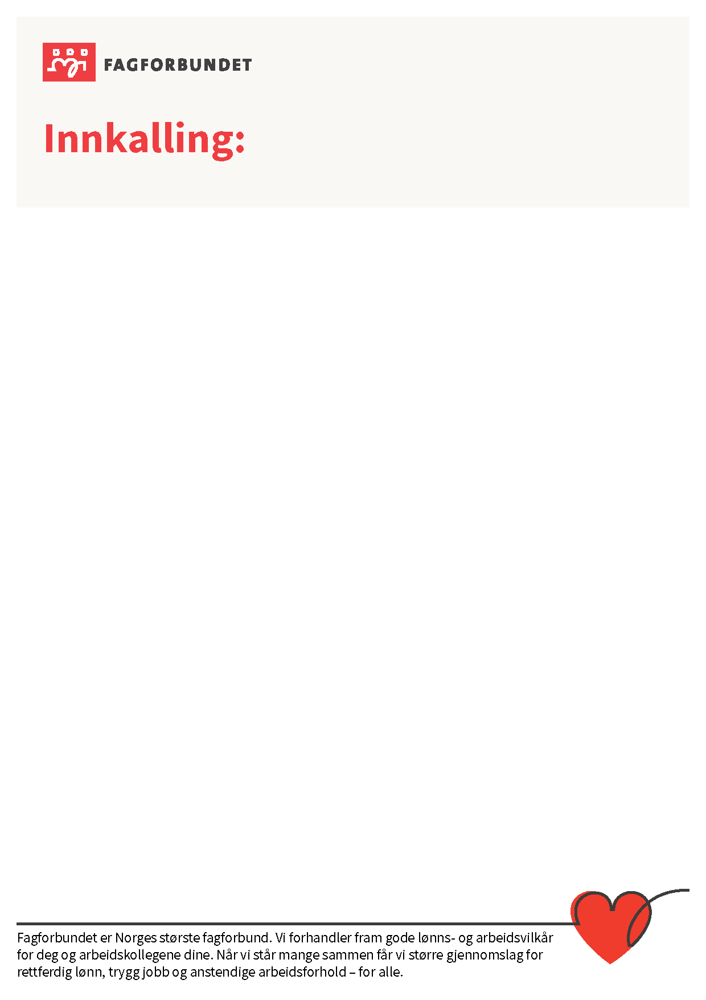 FAGFORBUNDET
Innkalling:
Fagforbundet er Norges største fagforbund. Vi forhandler fram gode lønns- og arbeidsvilkår
for deg og arbeidskollegene dine. Når vi står mange sammen får vi større gjennomslag for
rettferdig lønn, trygg jobb og anstendige arbeidsforhold – for alle.